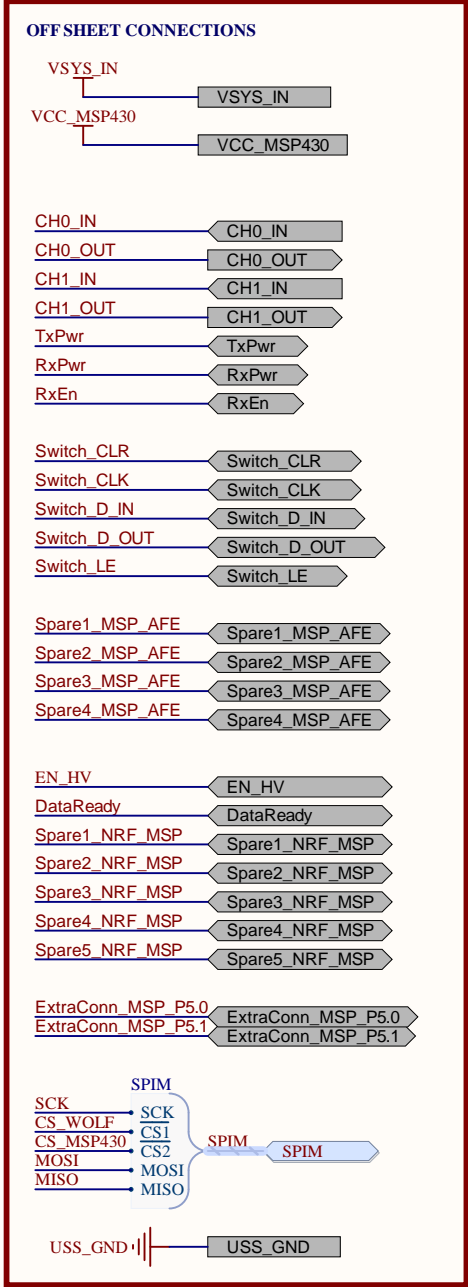 OFF SHEET CONNECTIONS
VSYS_IN
VSYS_IN
VCC_MSP430
VCC_MSP430
CH0_IN CH0_IN
CH0_OUT CH0_OUT
CH1_IN CH1_IN
CH1_OUT CH1_OUT
TxPwr TxPwr
RxPwr RxPwr
RxEn RxEn
Switch_CLR Switch_CLR
Switch_CLK Switch_CLK
Switch_D_IN Switch_D_IN
Switch_D_OUT Switch_D_OUT
Switch_LE Switch_LE
Spare1_MSP_AFE Spare1_MSP_AFE
Spare2_MSP_AFE Spare2_MSP_AFE
Spare3_MSP_AFE Spare3_MSP_AFE
Spare4_MSP_AFE Spare4_MSP_AFE
EN_HV EN_HV
DataReady DataReady
Spare1_NRF_MSP Spare1_NRF_MSP
Spare2_NRF_MSP Spare2_NRF_MSP
Spare3_NRF_MSP Spare3_NRF_MSP
Spare4_NRF_MSP Spare4_NRF_MSP
Spare5_NRF_MSP Spare5_NRF_MSP
ExtraConn_MSP_P5.0 ExtraConn_MSP_P5.0
ExtraConn_MSP_P5.1 ExtraConn_MSP_P5.1
SPIM
SCK SCK
CS_WOLF CS1
CS_MSP430 CS2 SPIM SPIM
MOSI MOSI
MISO MISO
USS_GND USS_GND